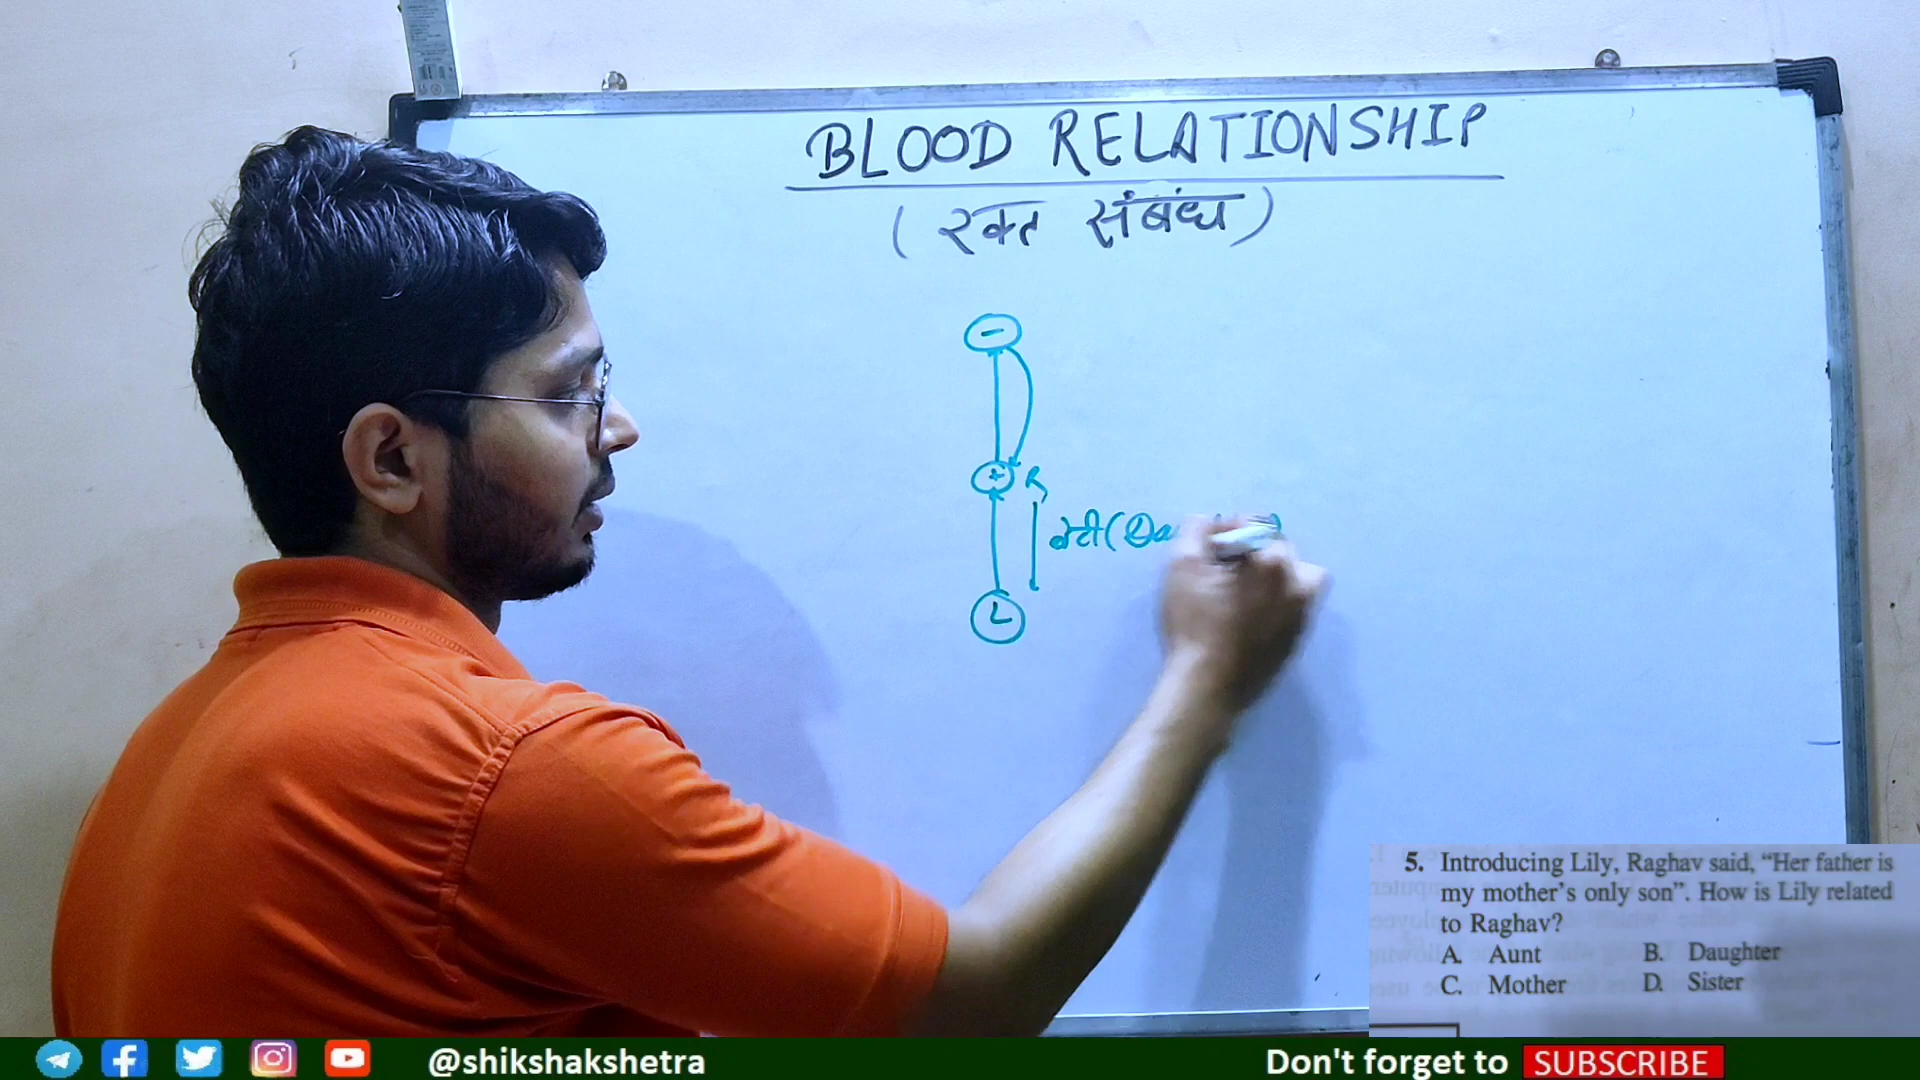 BLOOD RELATIONSHIP
(रक्त संबंध)
-
+ R
बेटी (Da
L
5. Introducing Lily, Raghav said, “Her father is
my mother’s only son”. How is Lily related
to Raghav?
A. Aunt B. Daughter
C. Mother D. Sister
@shikshakshetra
Don't forget to SUBSCRIBE